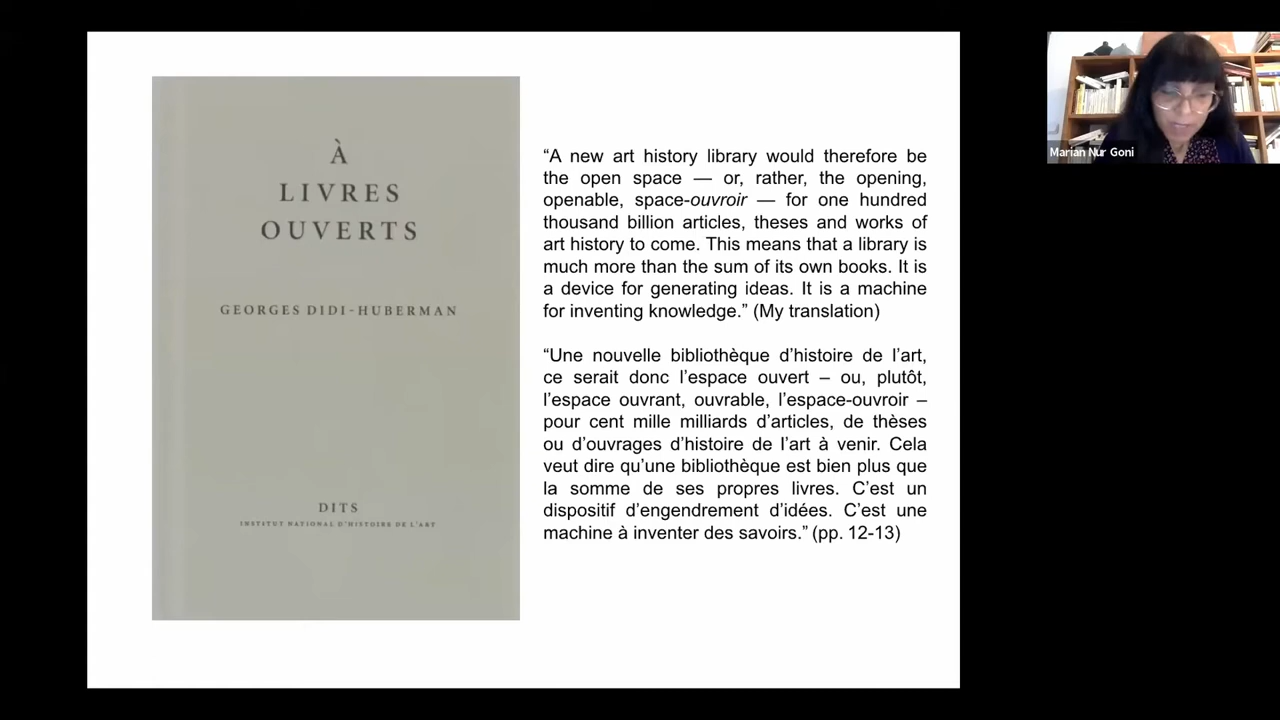 À
LIVRES
OUVERTS
GEORGES DIDI-HUBERMAN
DITS
INSTITUT NATIONAL D'HISTOIRE DE L'ART
“A new art history library would therefore be
the open space — or, rather, the opening,
openable, space-ouvroir — for one hundred
thousand billion articles, theses and works of
art history to come. This means that a library is
much more than the sum of its own books. It is
a device for generating ideas. It is a machine
for inventing knowledge.” (My translation)
“Une nouvelle bibliothèque d’histoire de l’art,
ce serait donc l’espace ouvert – ou, plutôt,
l’espace ouvrant, ouvrable, l’espace-ouvroir –
pour cent mille milliards d’articles, de thèses
ou d’ouvrages d’histoire de l’art à venir. Cela
veut dire qu’une bibliothèque est bien plus que
la somme de ses propres livres. C’est un
dispositif d’engendrement d’idées. C’est une
machine à inventer des savoirs.” (pp. 12-13)
Marian Nur Goni